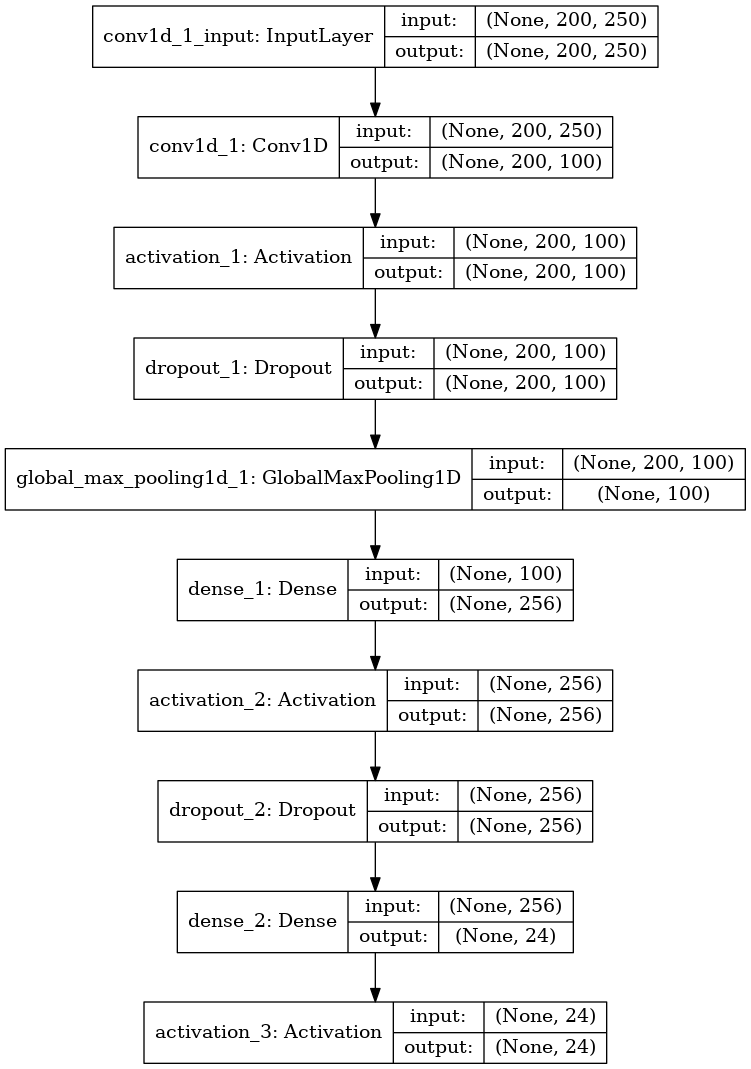 conv1d_1_input: InputLayer
input: (None, 200, 250)
output: (None, 200, 250)
conv1d_1: Conv1D
input: (None, 200, 250)
output: (None, 200, 100)
activation_1: Activation
input: (None, 200, 100)
output: (None, 200, 100)
dropout_1: Dropout
input: (None, 200, 100)
output: (None, 200, 100)
global_max_pooling1d_1: GlobalMaxPooling1D
input: (None, 200, 100)
output: (None, 100)
dense_1: Dense
input: (None, 100)
output: (None, 256)
activation_2: Activation
input: (None, 256)
output: (None, 256)
dropout_2: Dropout
input: (None, 256)
output: (None, 256)
dense_2: Dense
input: (None, 256)
output: (None, 24)
activation_3: Activation
input: (None, 24)
output: (None, 24)